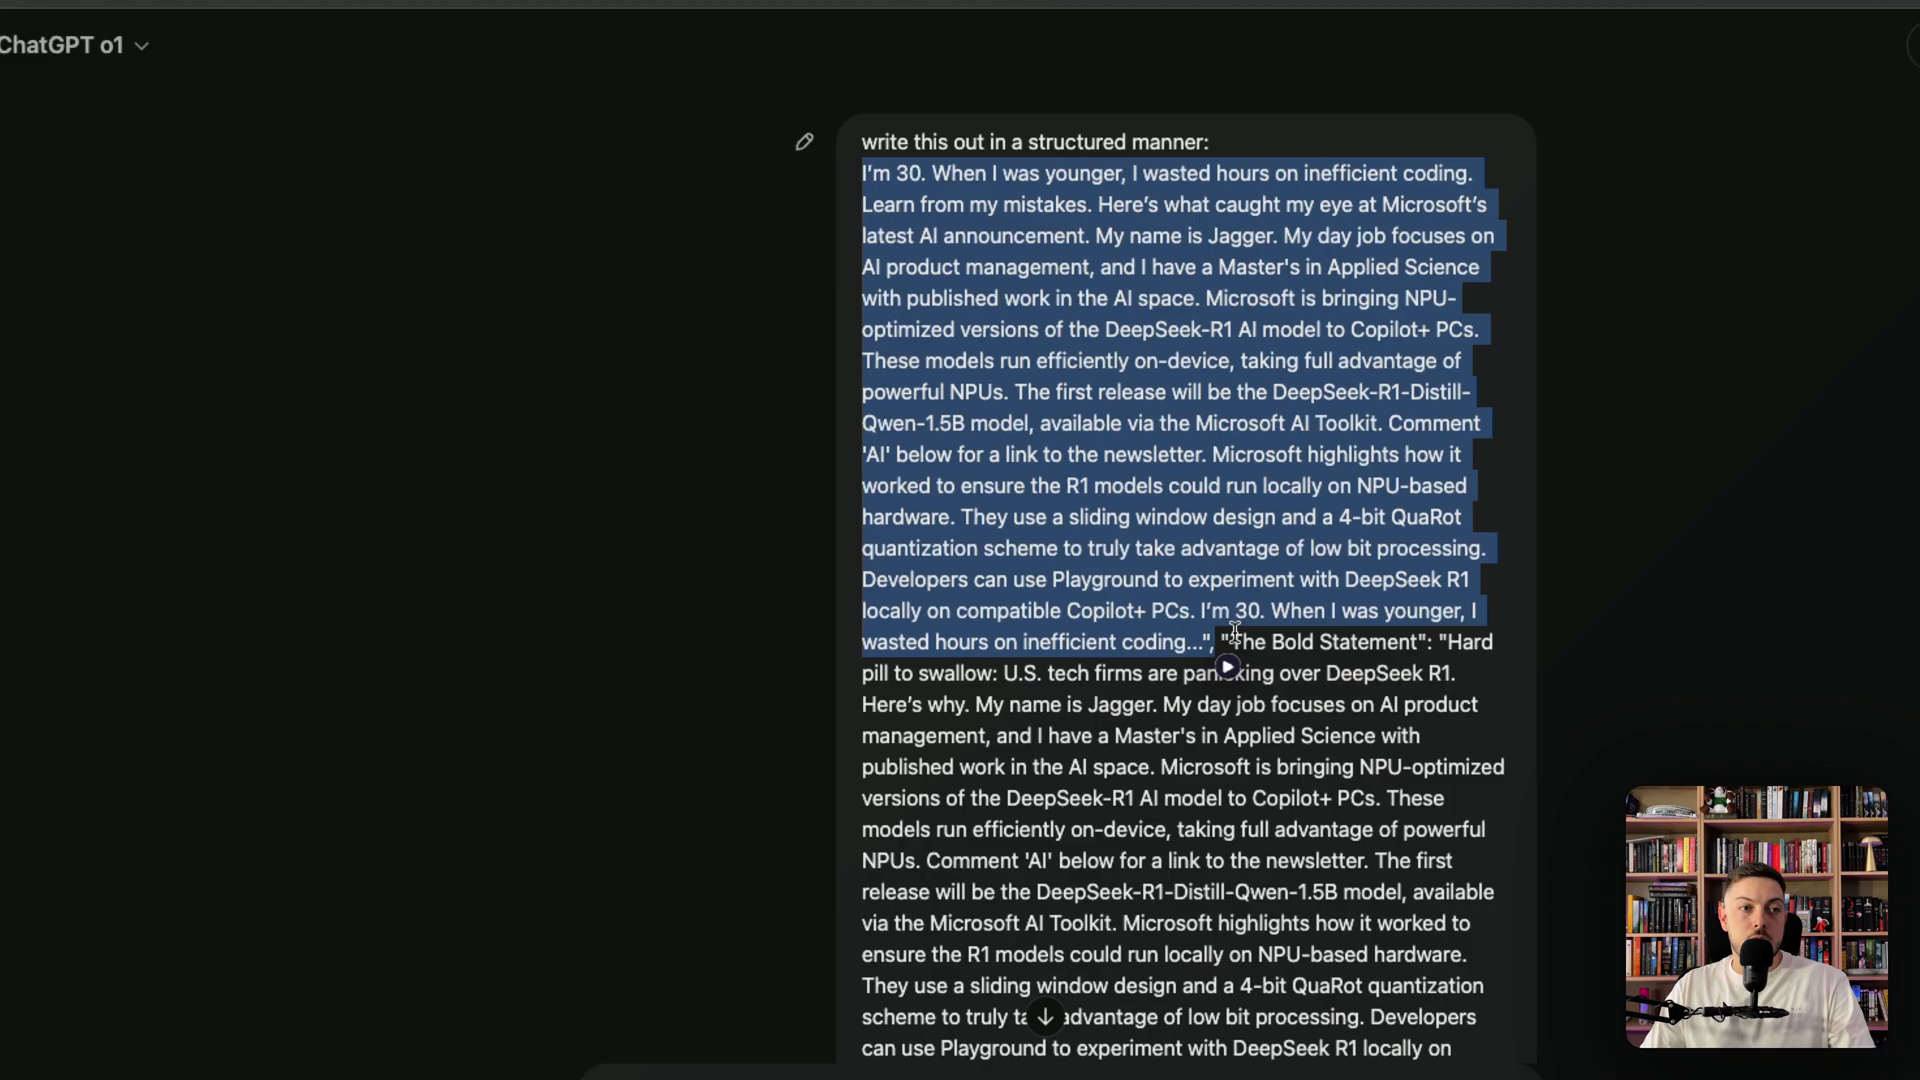 ChatGPT o1
write this out in a structured manner:
I'm 30. When I was younger, I wasted hours on inefficient coding.
Learn from my mistakes. Here's what caught my eye at Microsoft's
latest AI announcement. My name is Jagger. My day job focuses on
AI product management, and I have a Master's in Applied Science
with published work in the AI space. Microsoft is bringing NPU-
optimized versions of the DeepSeek-R1 AI model to Copilot+ PCs.
These models run efficiently on-device, taking full advantage of
powerful NPUs. The first release will be the DeepSeek-R1-Distill-
Qwen-1.5B model, available via the Microsoft AI Toolkit. Comment
'AI' below for a link to the newsletter. Microsoft highlights how it
worked to ensure the R1 models could run locally on NPU-based
hardware. They use a sliding window design and a 4-bit QuaRot
quantization scheme to truly take advantage of low bit processing.
Developers can use Playground to experiment with DeepSeek R1
locally on compatible Copilot+ PCs. I'm 30. When I was younger, I
wasted hours on inefficient coding...", "The Bold Statement": "Hard
pill to swallow: U.S. tech firms are panicking over DeepSeek R1.
Here's why. My name is Jagger. My day job focuses on AI product
management, and I have a Master's in Applied Science with
published work in the AI space. Microsoft is bringing NPU-optimized
versions of the DeepSeek-R1 AI model to Copilot+ PCs. These
models run efficiently on-device, taking full advantage of powerful
NPUs. Comment 'AI' below for a link to the newsletter. The first
release will be the DeepSeek-R1-Distill-Qwen-1.5B model, available
via the Microsoft AI Toolkit. Microsoft highlights how it worked to
ensure the R1 models could run locally on NPU-based hardware.
They use a sliding window design and a 4-bit QuaRot quantization
scheme to truly advantage of low bit processing. Developers
can use Playground to experiment with DeepSeek R1 locally on